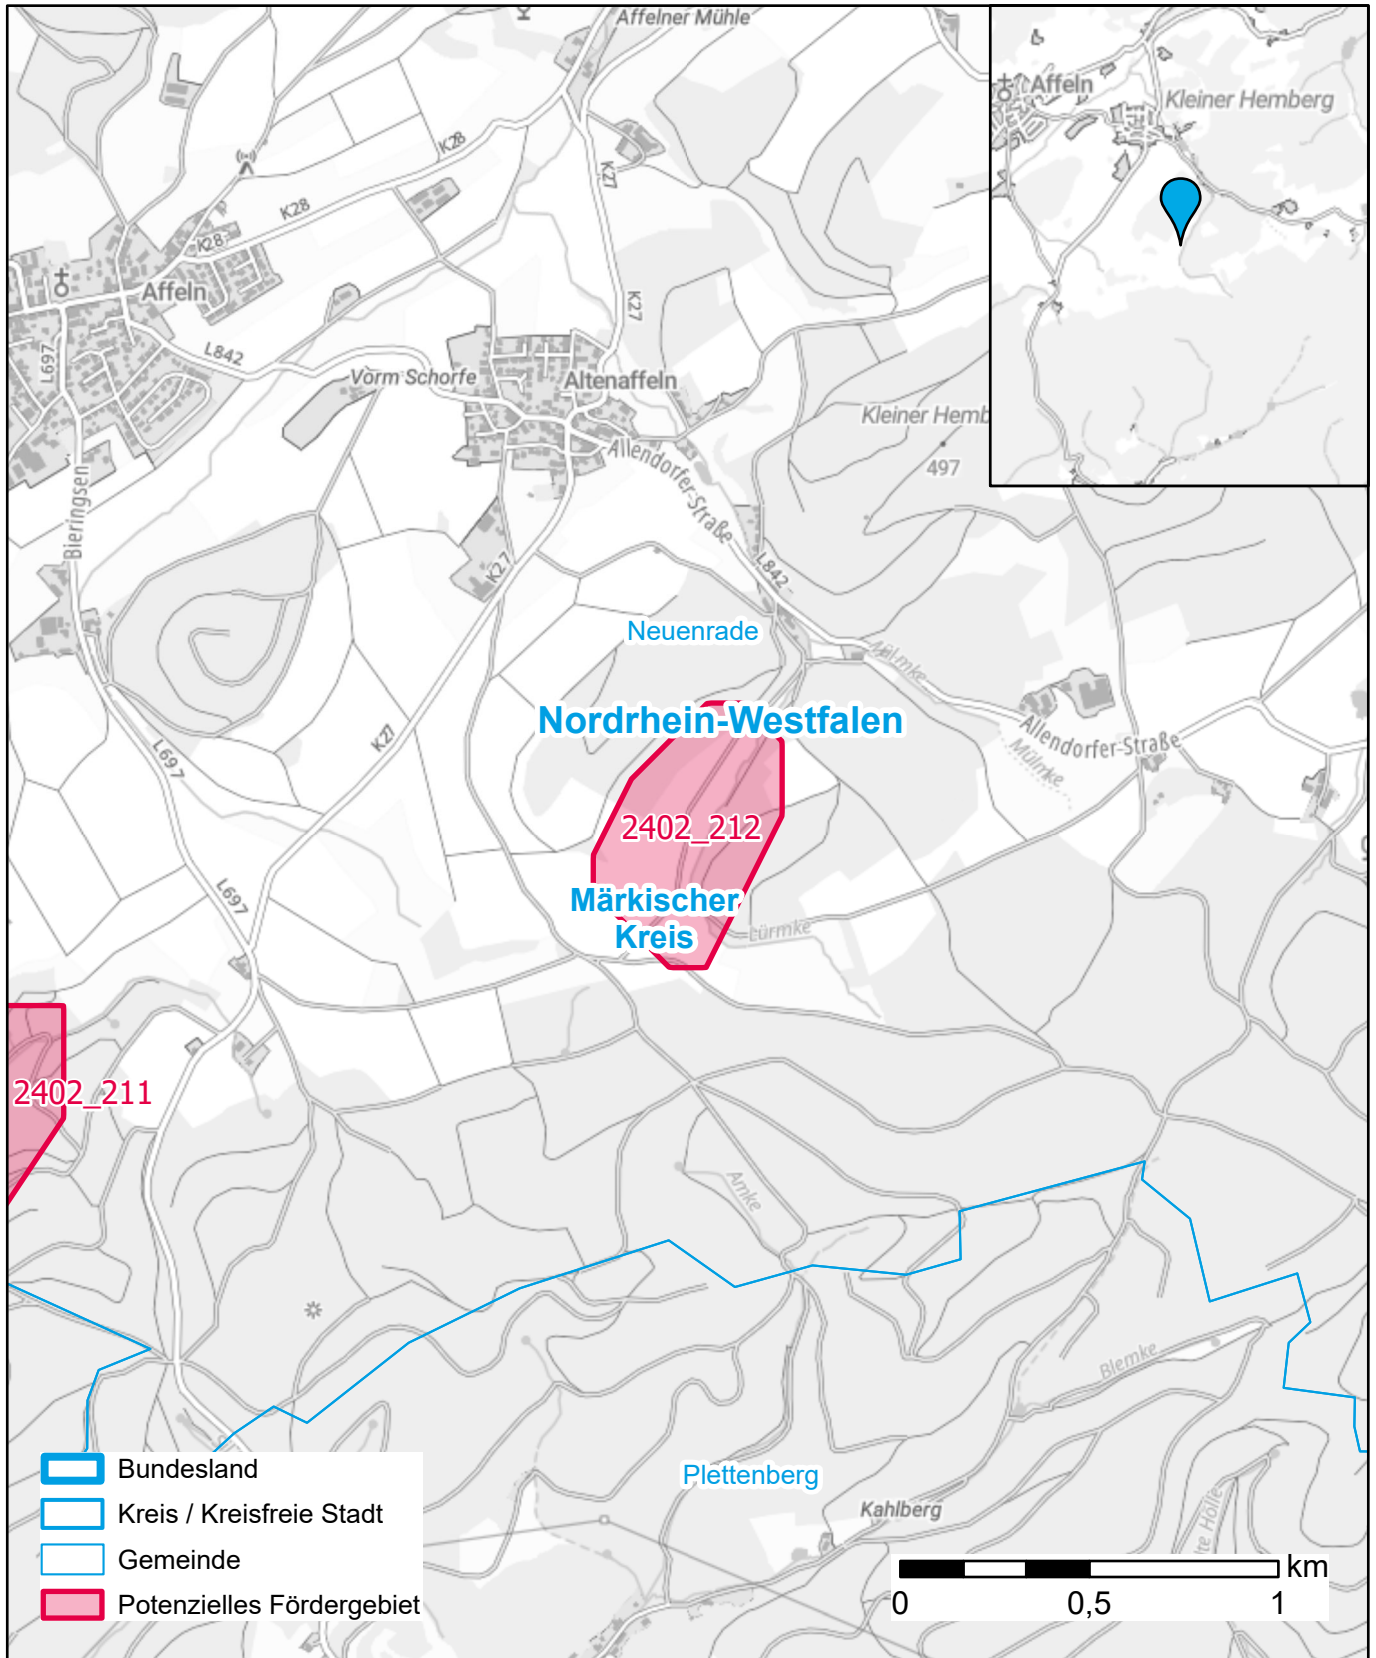 Affelner Mühle
K28
K27
K28
K28
Affeln
K27
L697
L842
Vorm Schorfe
Altenaffeln
Kleiner Hemb
497
Allendorfer-Straße
Bieringsen
K27
L842
Neuenrade
Mülmke
Nordrhein-Westfalen
K27
L697
Allendorfer-Straße
Mülmke
2402_212
L697
Märkischer
Kreis
Lürmke
2402_211
Amke
Blemke
Plettenberg
Kahlberg
te Hölle
Affeln
Kleiner Hemberg
Bundesland
Kreis / Kreisfreie Stadt
Gemeinde
Potenzielles Fördergebiet
km
0
0,5
1